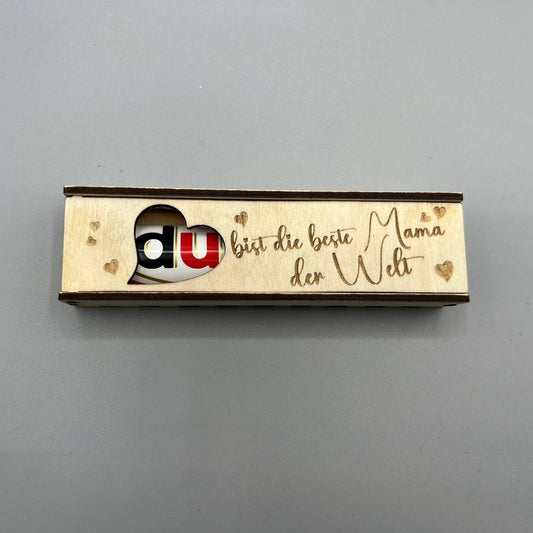 du bist die beste Mama
der Welt